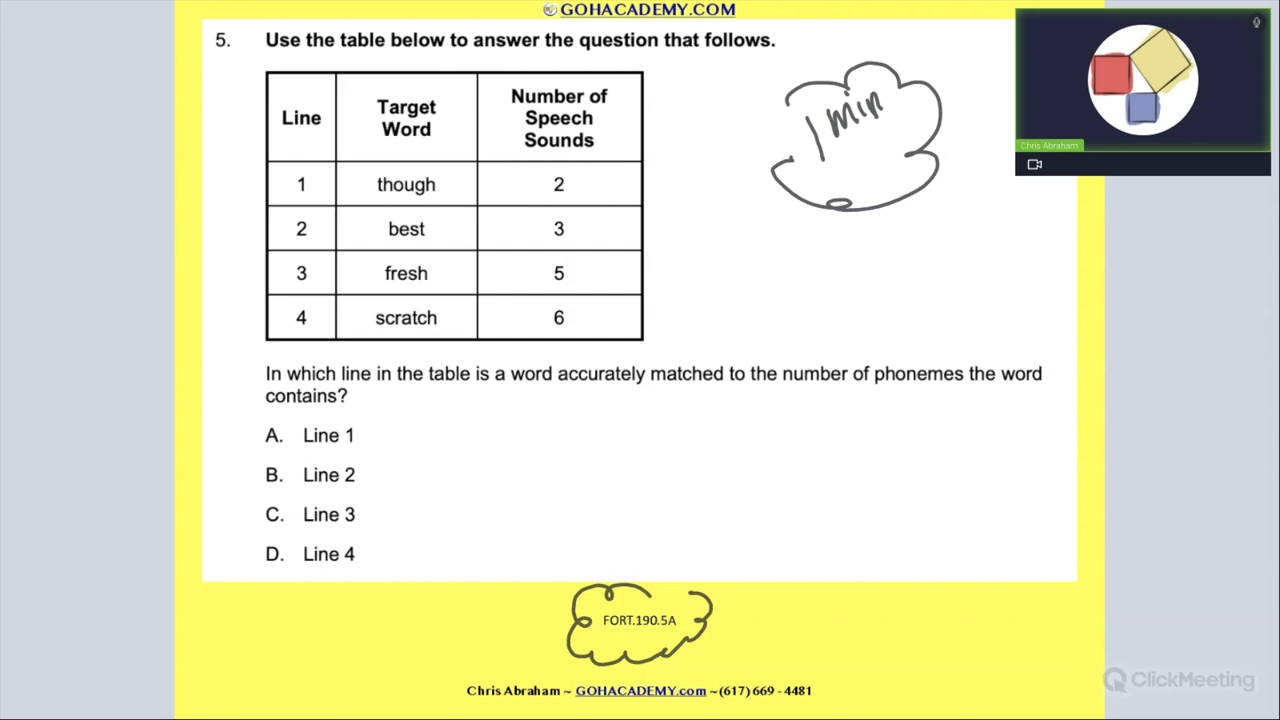 GOHACADEMY.COM
5. Use the table below to answer the question that follows.
Line Target Word Number of Speech Sounds
1 though 2
2 best 3
3 fresh 5
4 scratch 6
1 min
Chris Abraham
In which line in the table is a word accurately matched to the number of phonemes the word
contains?
A. Line 1
B. Line 2
C. Line 3
D. Line 4
FORT.190.5A
Chris Abraham ~ GOHACADEMY.com ~(617) 669 - 4481
ClickMeeting